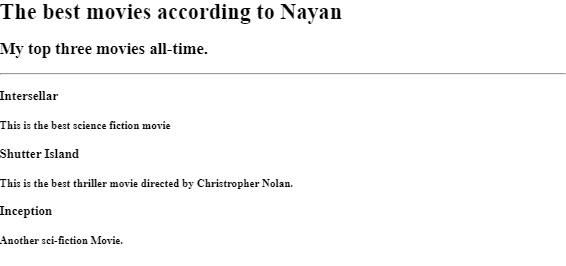 The best movies according to Nayan
My top three movies all-time.
Intersellar
This is the best science fiction movie
Shutter Island
This is the best thriller movie directed by Christropher Nolan.
Inception
Another sci-fiction Movie.